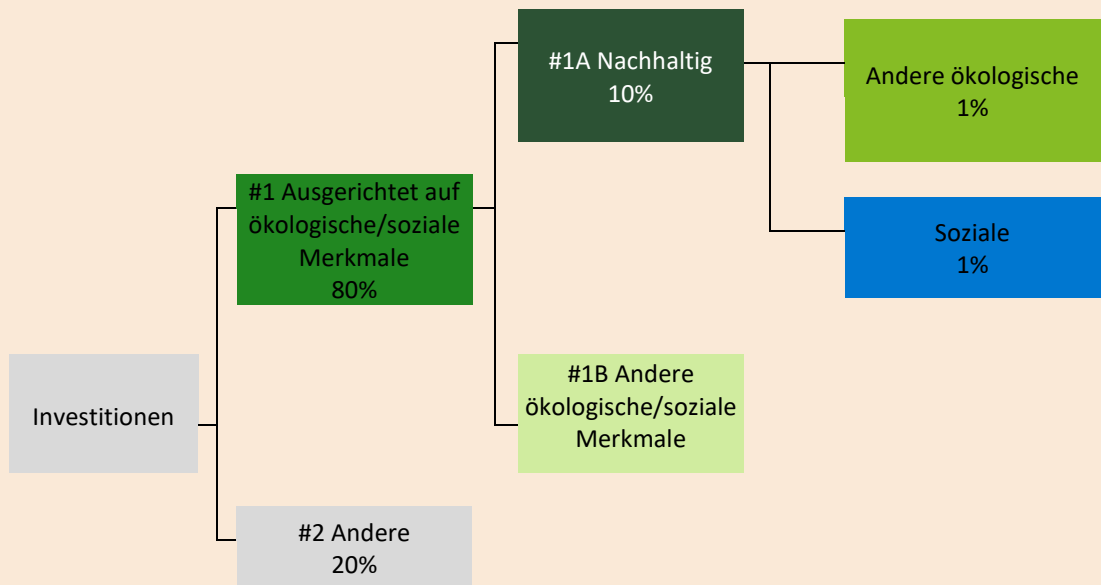 #1A Nachhaltig
10%
Andere ökologische
1%
#1 Ausgerichtet auf
ökologische/soziale
Merkmale
80%
Soziale
1%
Investitionen
#1B Andere
ökologische/soziale
Merkmale
#2 Andere
20%